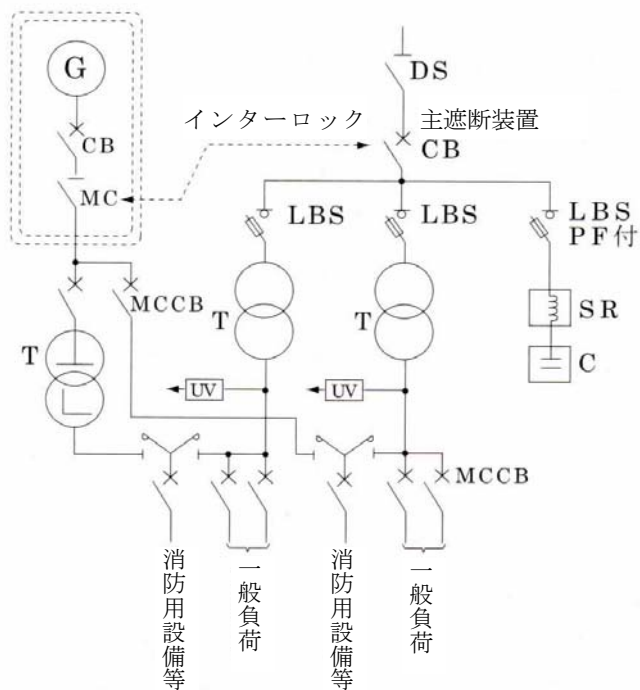 G
CB
MC
インターロック
DS
主遮断装置
CB
LBS
LBS
LBS
PF付
MCCB
T
T
T
SR
C
UV
UV
MCCB
消防用設備等
一般負荷
消防用設備等
一般負荷